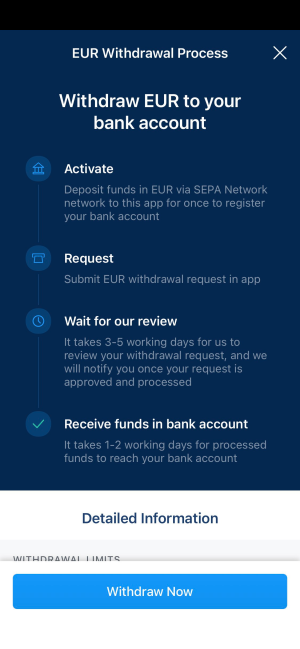 EUR Withdrawal Process
Withdraw EUR to your
bank account
Activate
Deposit funds in EUR via SEPA Network
network to this app for once to register
your bank account
Request
Submit EUR withdrawal request in app
Wait for our review
It takes 3-5 working days for us to
review your withdrawal request, and we
will notify you once your request is
approved and processed
Receive funds in bank account
It takes 1-2 working days for processed
funds to reach your bank account
Detailed Information
WITHDRAWAL LIMITS
Withdraw Now